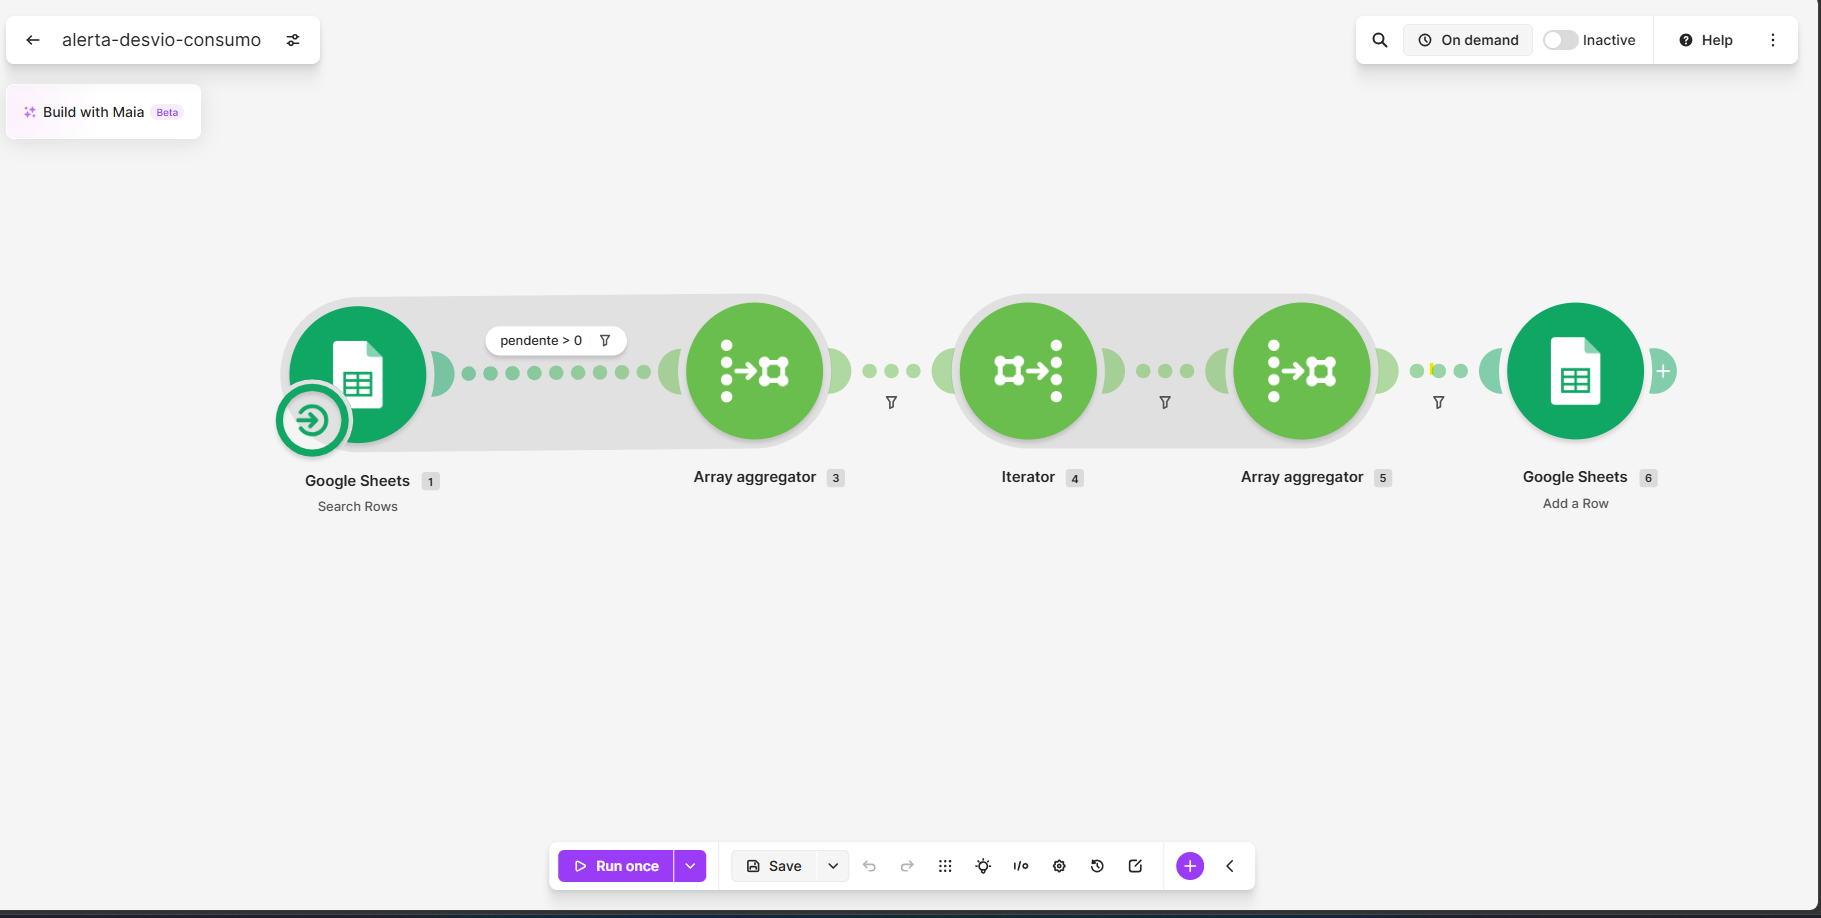 alerta-desvio-consumo
On demand
Inactive
Help
Build with Maia Beta
pendente > 0
Google Sheets 1
Search Rows
Array aggregator 3
Iterator 4
Array aggregator 5
Google Sheets 6
Add a Row
Run once
Save